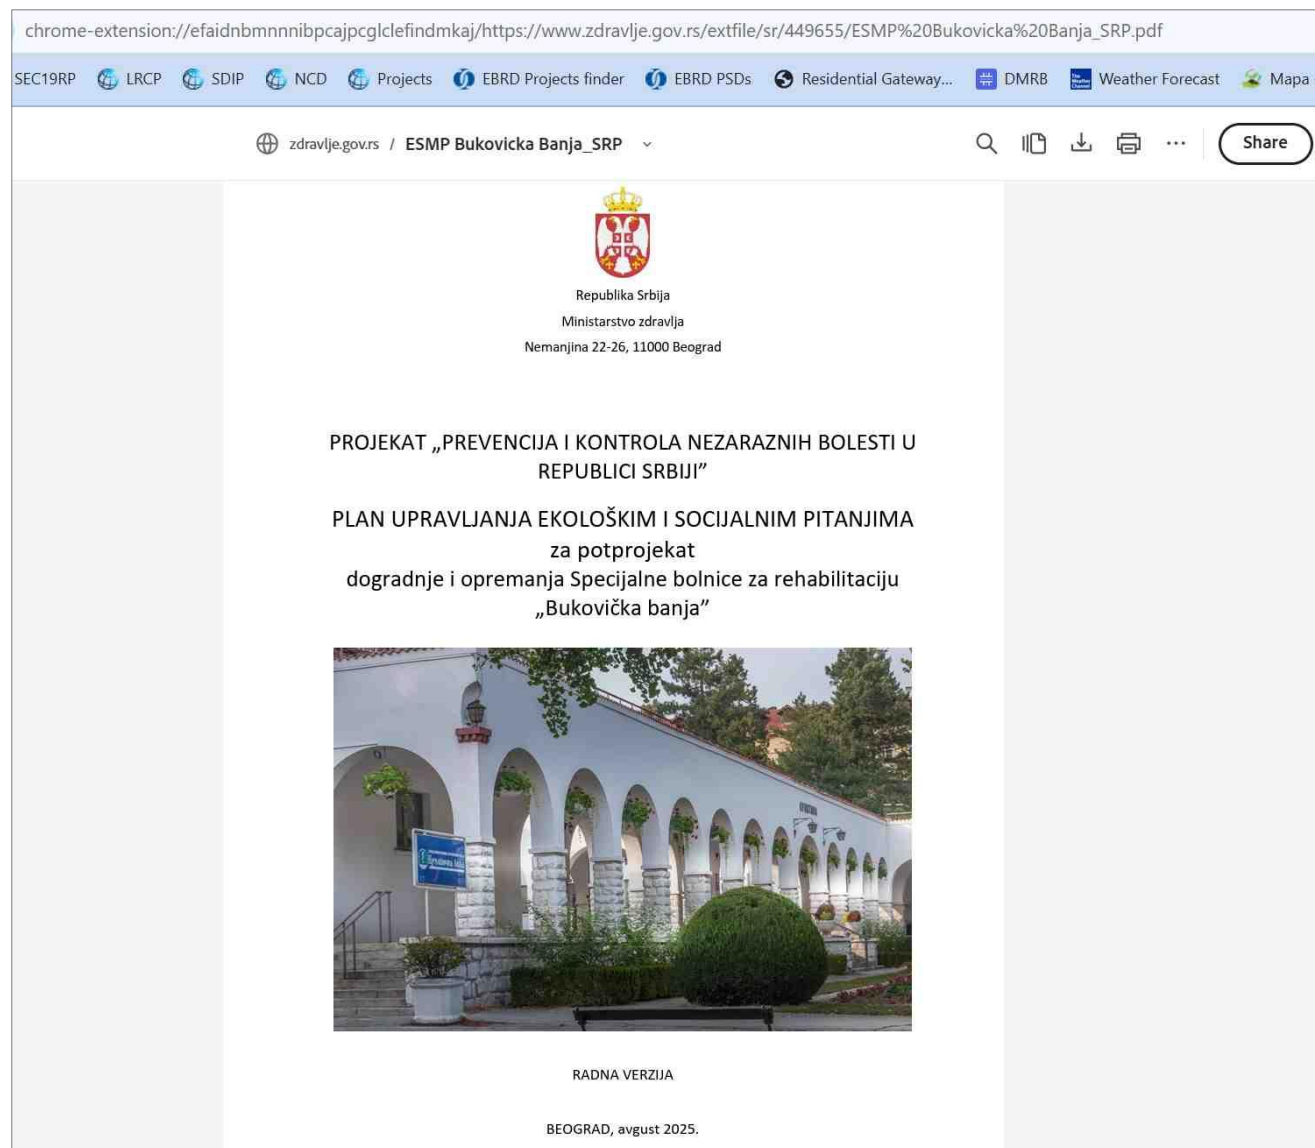 chrome-extension://efaidnbmnnnibpcajpcglclefindmkaj/https://www.zdravlje.gov.rs/extfile/sr/449655/ESMP%20Bukovicka%20Banja_SRP.pdf
SEC19RP LRCP SDIP NCD Projects EBRD Projects finder EBRD PSDs Residential Gateway... DMRB Weather Forecast Mapa
zdravlje.gov.rs / ESMP Bukovicka Banja_SRP Share
Republika Srbija
Ministarstvo zdravlja
Nemanjina 22-26, 11000 Beograd
PROJEKAT „PREVENCIJA I KONTROLA NEZARAZNIH BOLESTI U
REPUBLICI SRBIJI”
PLAN UPRAVLJANJA EKOLOŠKIM I SOCIJALNIM PITANJIMA
za potprojekat
dogradnje i opremanja Specijalne bolnice za rehabilitaciju
„Bukovička banja”
RADNA VERZIJA
BEOGRAD, avgust 2025.